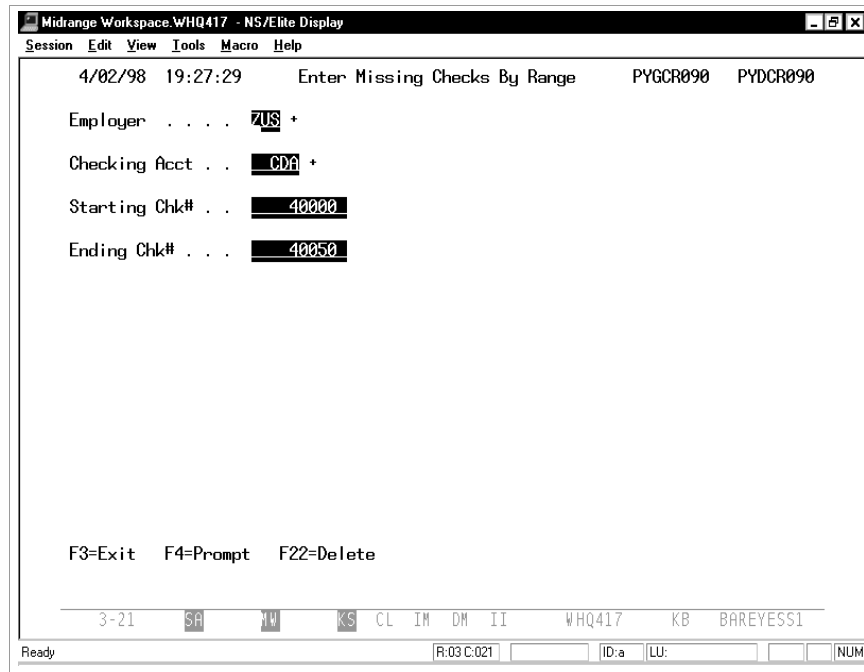 Midrange Workspace.WHQ417 - NS/Elite Display
Session Edit View Tools Macro Help
4/02/98 19:27:29 Enter Missing Checks By Range PYGCR090 PYDCR090
Employer . . . . ZUS +
Checking Acct . . CDA +
Starting Chk# . . 40000
Ending Chk# . . . 40050
F3=Exit F4=Prompt F22=Delete
3-21 SA MW KS CL IM DM II WHQ417 KB BAREYESS1
Ready R:03 C:021 ID:a LU: NUM